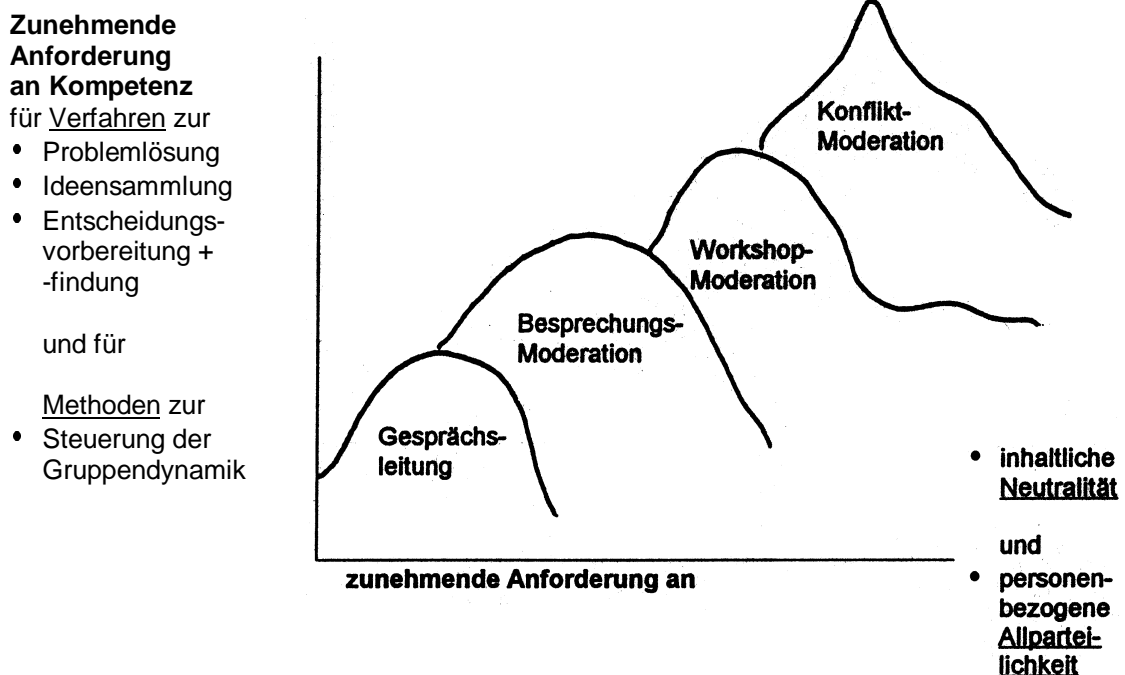 Zunehmende
Anforderung
an Kompetenz
für Verfahren zur
• Problemlösung
• Ideensammlung
• Entscheidungs-
vorbereitung +
-findung
und für
Methoden zur
• Steuerung der
Gruppendynamik
Konflikt-
Moderation
Workshop-
Moderation
Besprechungs-
Moderation
Gesprächs-
leitung
zunehmende Anforderung an
• inhaltliche
Neutralität
und
• personen-
bezogene
Allpartei-
lichkeit